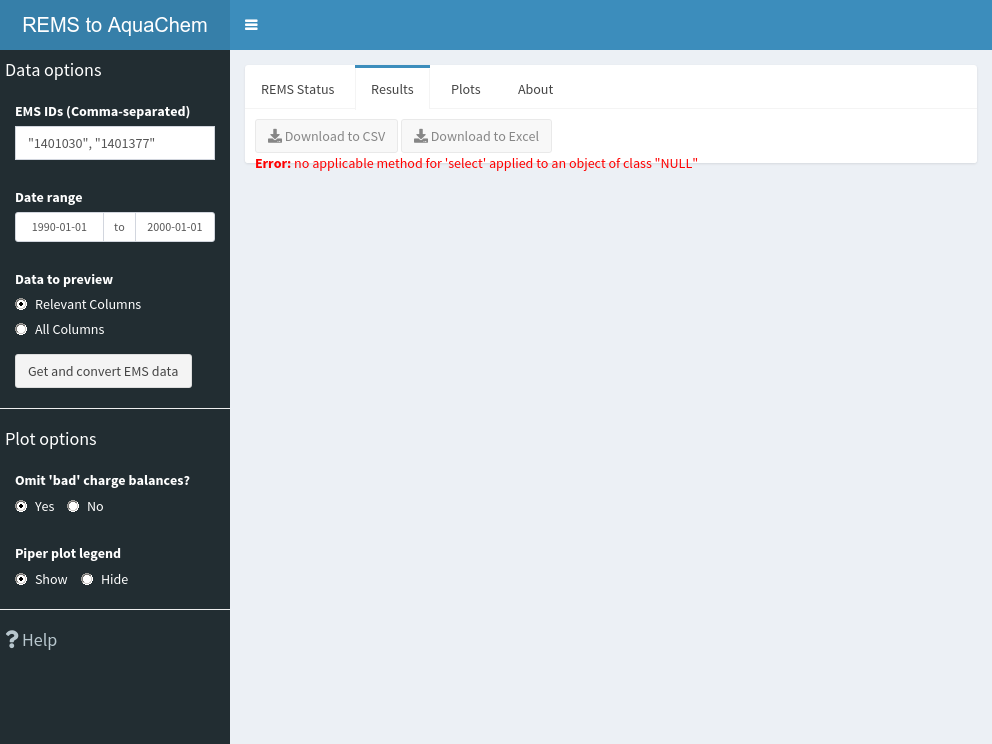 REMS to AquaChem
Data options
EMS IDs (Comma-separated)
"1401030", "1401377"
Date range
1990-01-01 to 2000-01-01
Data to preview
Relevant Columns
All Columns
Get and convert EMS data
Plot options
Omit 'bad' charge balances?
Yes No
Piper plot legend
Show Hide
? Help
REMS Status Results Plots About
Download to CSV Download to Excel
Error: no applicable method for 'select' applied to an object of class "NULL"